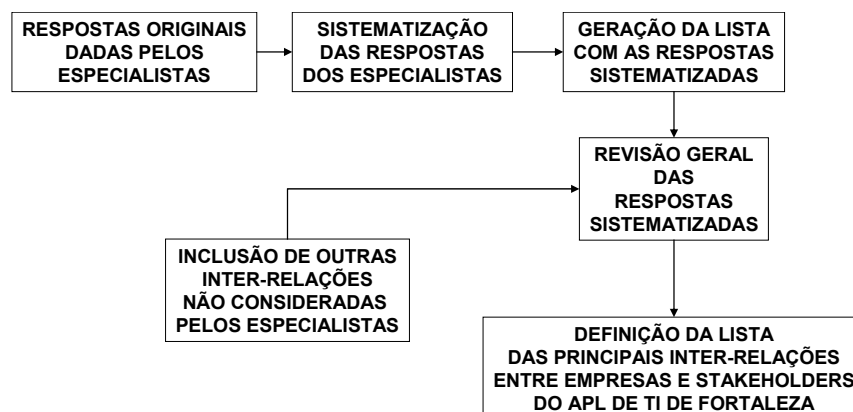 RESPOSTAS ORIGINAIS
DADAS PELOS
ESPECIALISTAS
SISTEMATIZAÇÃO
DAS RESPOSTAS
DOS ESPECIALISTAS
GERAÇÃO DA LISTA
COM AS RESPOSTAS
SISTEMATIZADAS
REVISÃO GERAL
DAS
RESPOSTAS
SISTEMATIZADAS
INCLUSÃO DE OUTRAS
INTER-RELAÇÕES
NÃO CONSIDERADAS
PELOS ESPECIALISTAS
DEFINIÇÃO DA LISTA
DAS PRINCIPAIS INTER-RELAÇÕES
ENTRE EMPRESAS E STAKEHOLDERS
DO APL DE TI DE FORTALEZA